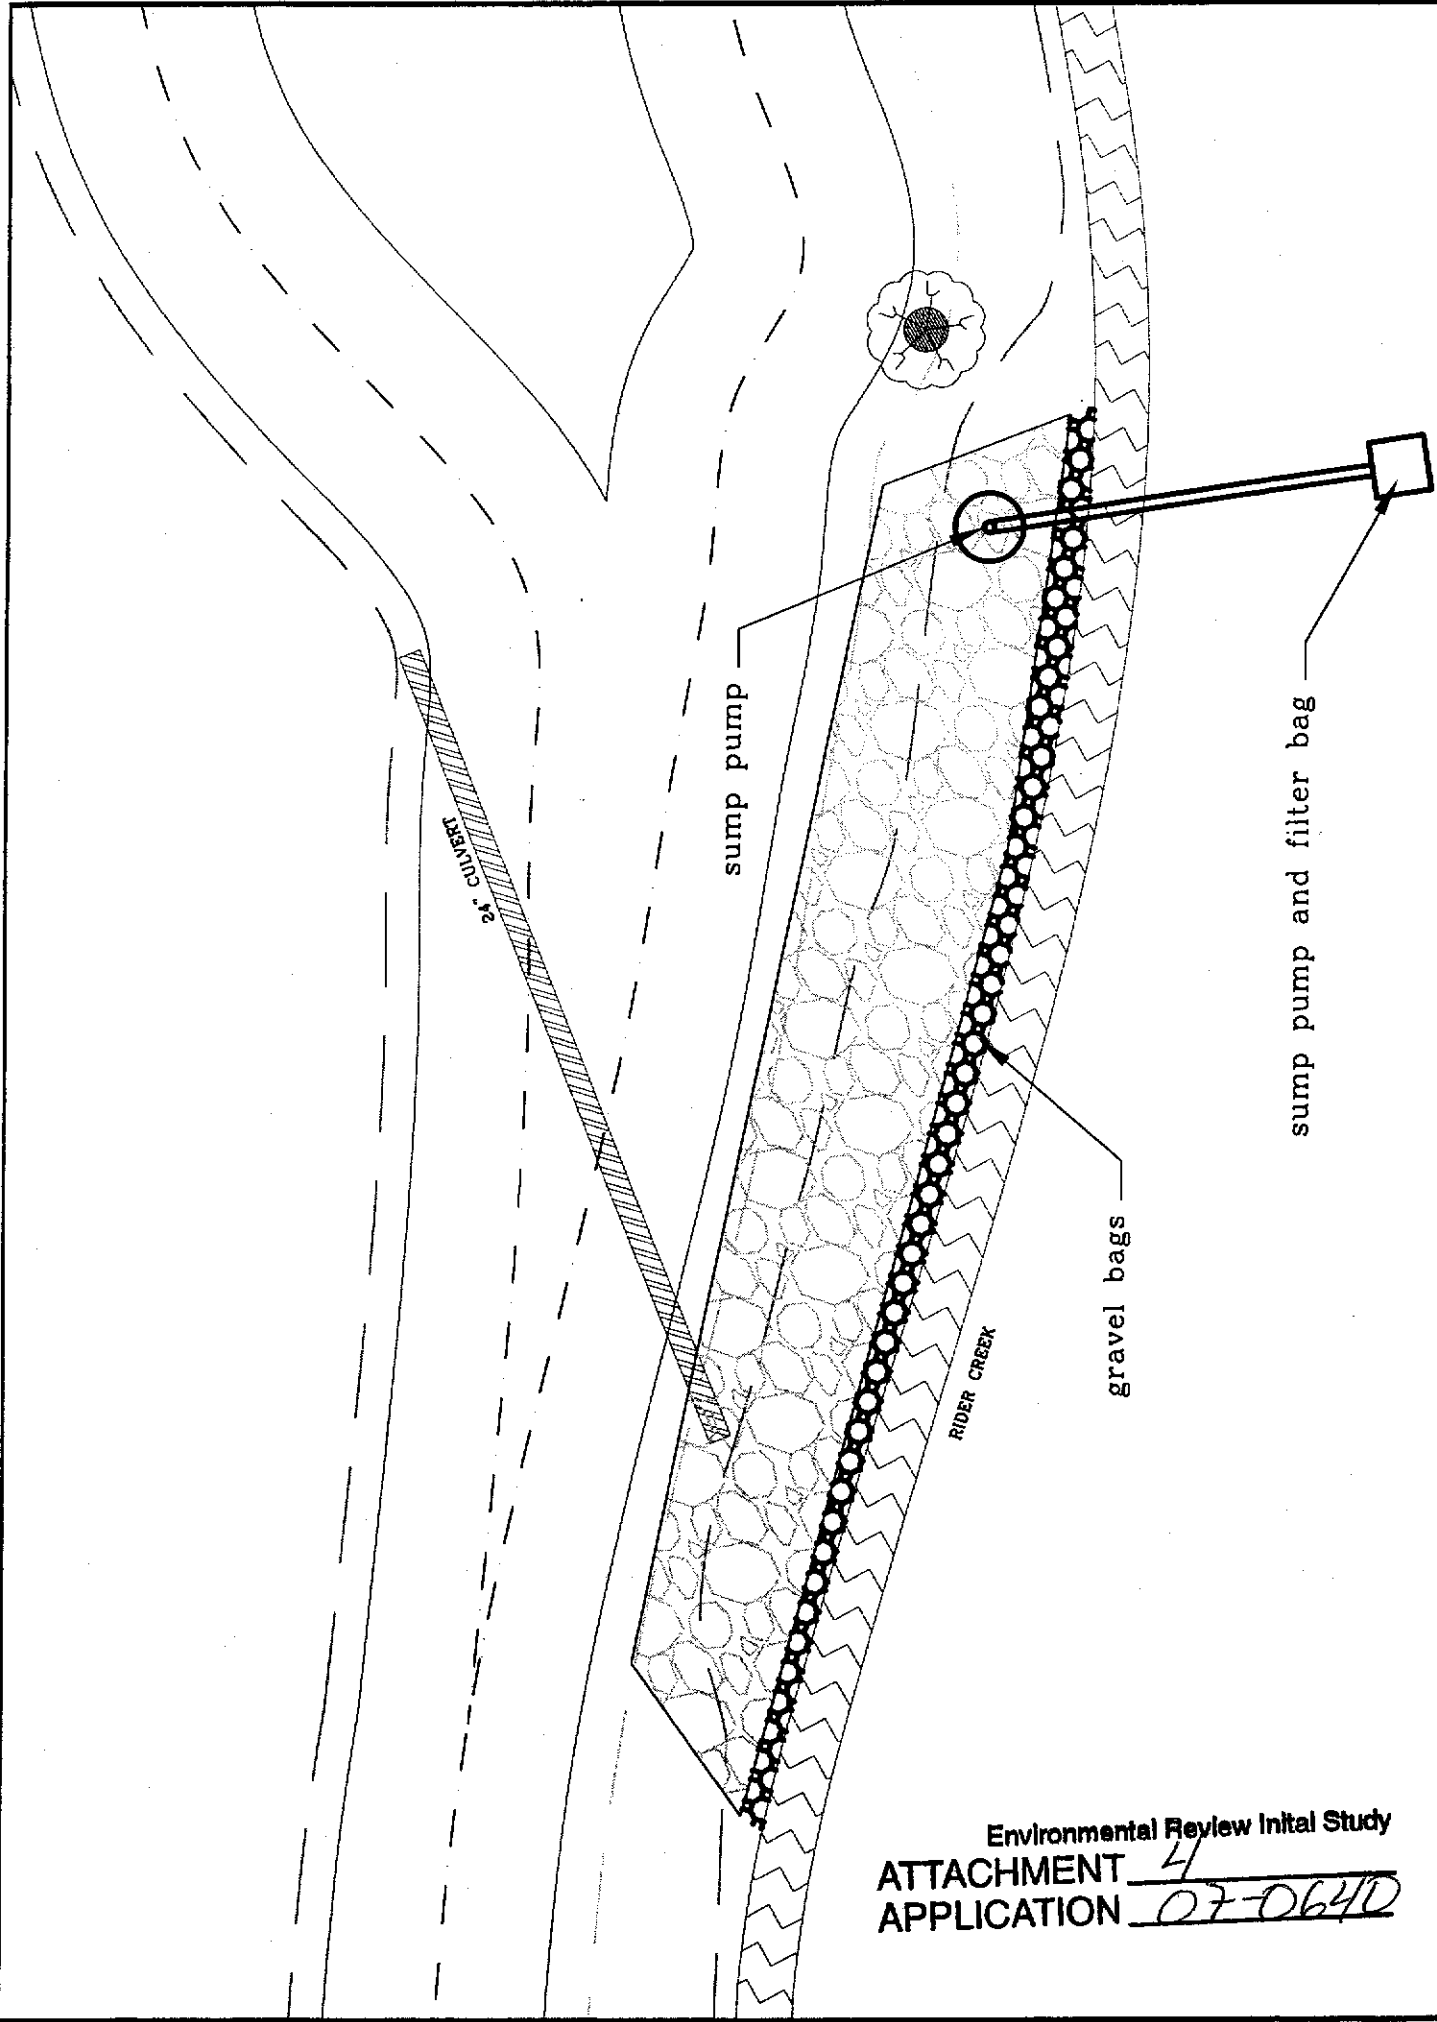 24" CULVERT
sump pump
sump pump and filter bag
gravel bags
RIDER CREEK
Environmental Review Inital Study
ATTACHMENT 4
APPLICATION 07-0640